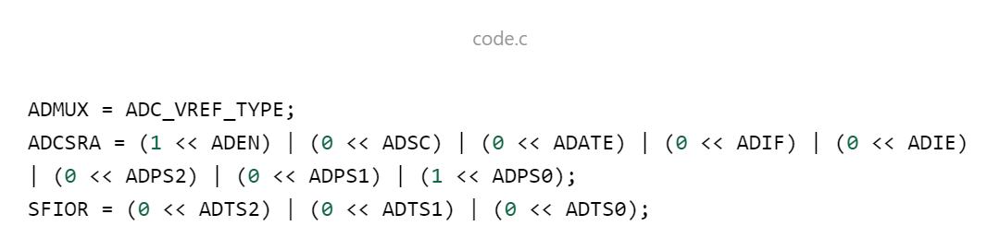 code.c
ADMUX = ADC_VREF_TYPE;
ADCSRA = (1 << ADEN) | (0 << ADSC) | (0 << ADATE) | (0 << ADIF) | (0 << ADIE)
| (0 << ADPS2) | (0 << ADPS1) | (1 << ADPS0);
SFIOR = (0 << ADTS2) | (0 << ADTS1) | (0 << ADTS0);